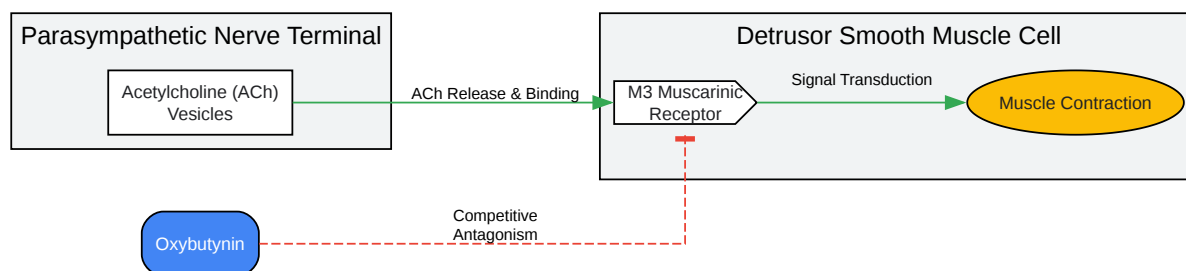 Parasympathetic Nerve Terminal
Acetylcholine (ACh)
Vesicles
ACh Release & Binding
Detrusor Smooth Muscle Cell
M3 Muscarinic
Receptor
Signal Transduction
Muscle Contraction
Oxybutynin
Competitive
Antagonism